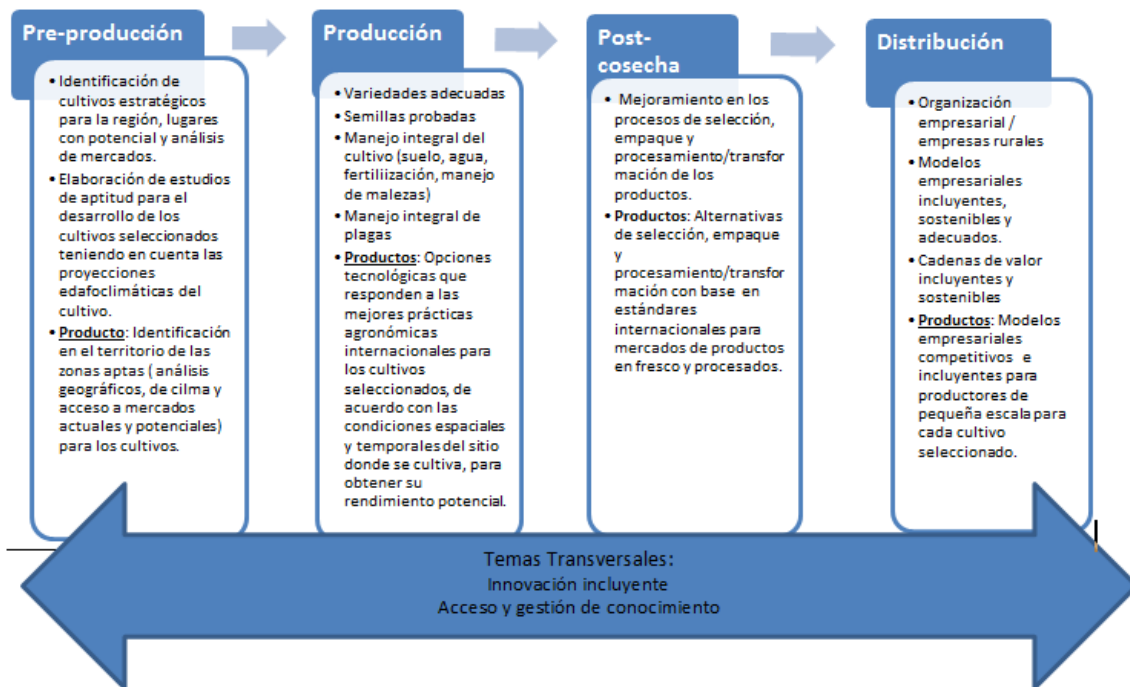 Pre-producción
• Identificación de
cultivos estratégicos
para la región, lugares
con potencial y análisis
de mercados.
• Elaboración de estudios
de aptitud para el
desarrollo de los
cultivos seleccionados
teniendo en cuenta las
proyecciones
edafoclimáticas del
cultivo.
• Producto: Identificación
en el territorio de las
zonas aptas ( análisis
geográficos, de cilma y
acceso a mercados
actuales y potenciales)
para los cultivos.
Producción
• Variedades adecuadas
• Semillas probadas
• Manejo integral del
cultivo (suelo, agua,
fertiliización, manejo
de malezas)
• Manejo integral de
plagas
• Productos: Opciones
tecnológicas que
responden a las
mejores prácticas
agronómicas
internacionales para
los cultivos
seleccionados, de
acuerdo con las
condiciones espaciales
y temporales del sitio
donde se cultiva, para
obtener su
rendimiento potencial.
Post-
cosecha
• Mejoramiento en los
procesos de selección,
empaque y
procesamiento/transfor
mación de los
productos.
• Productos: Alternativas
de selección, empaque
y
procesamiento/transfor
mación con base en
estándares
internacionales para
mercados de productos
en fresco y procesados.
Distribución
• Organización
empresarial /
empresas rurales
• Modelos
empresariales
incluyentes,
sostenibles y
adecuados.
• Cadenas de valor
incluyentes y
sostenibles
• Productos: Modelos
empresariales
competitivos e
incluyentes para
productores de
pequeña escala para
cada cultivo
seleccionado.
Temas Transversales:
Innovación incluyente
Acceso y gestión de conocimiento